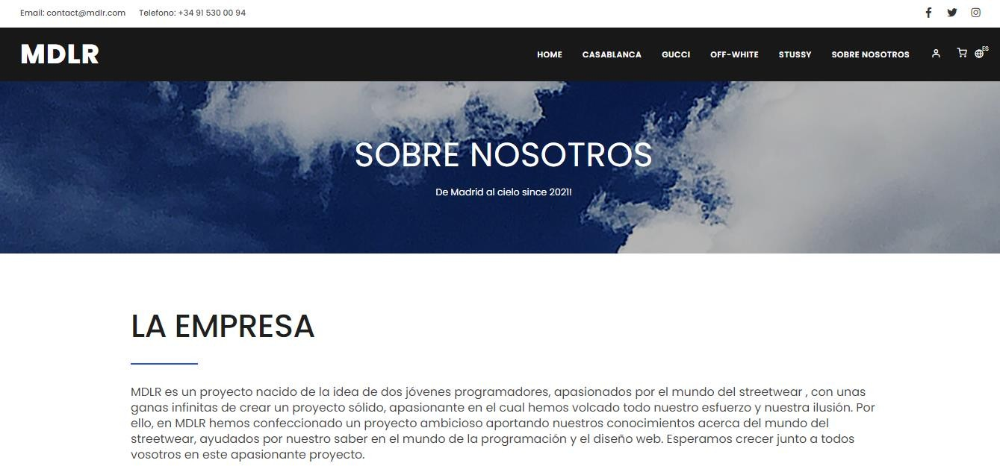 Email: contact@mdlr.com Telefono: +34 91 530 00 94
MDLR
HOME CASABLANCA GUCCI OFF-WHITE STUSSY SOBRE NOSOTROS ES
SOBRE NOSOTROS
De Madrid al cielo since 2021!
LA EMPRESA
MDLR es un proyecto nacido de la idea de dos jóvenes programadores, apasionados por el mundo del streetwear , con unas
ganas infinitas de crear un proyecto sólido, apasionante en el cual hemos volcado todo nuestro esfuerzo y nuestra ilusión. Por
ello, en MDLR hemos confeccionado un proyecto ambicioso aportando nuestros conocimientos acerca del mundo del
streetwear, ayudados por nuestro saber en el mundo de la programación y el diseño web. Esperamos crecer junto a todos
vosotros en este apasionante proyecto.